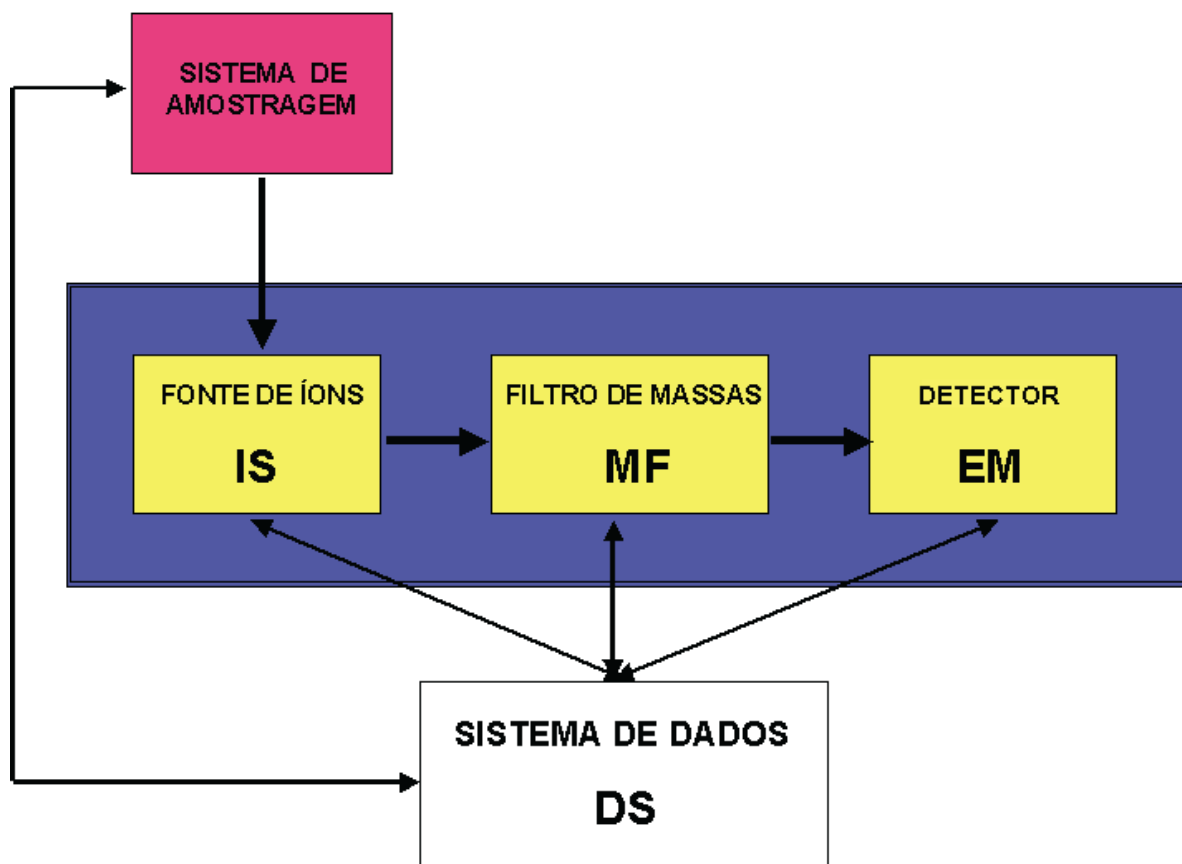 SISTEMA DE
AMOSTRAGEM
FONTE DE ÍONS
IS
FILTRO DE MASSAS
MF
DETECTOR
EM
SISTEMA DE DADOS
DS